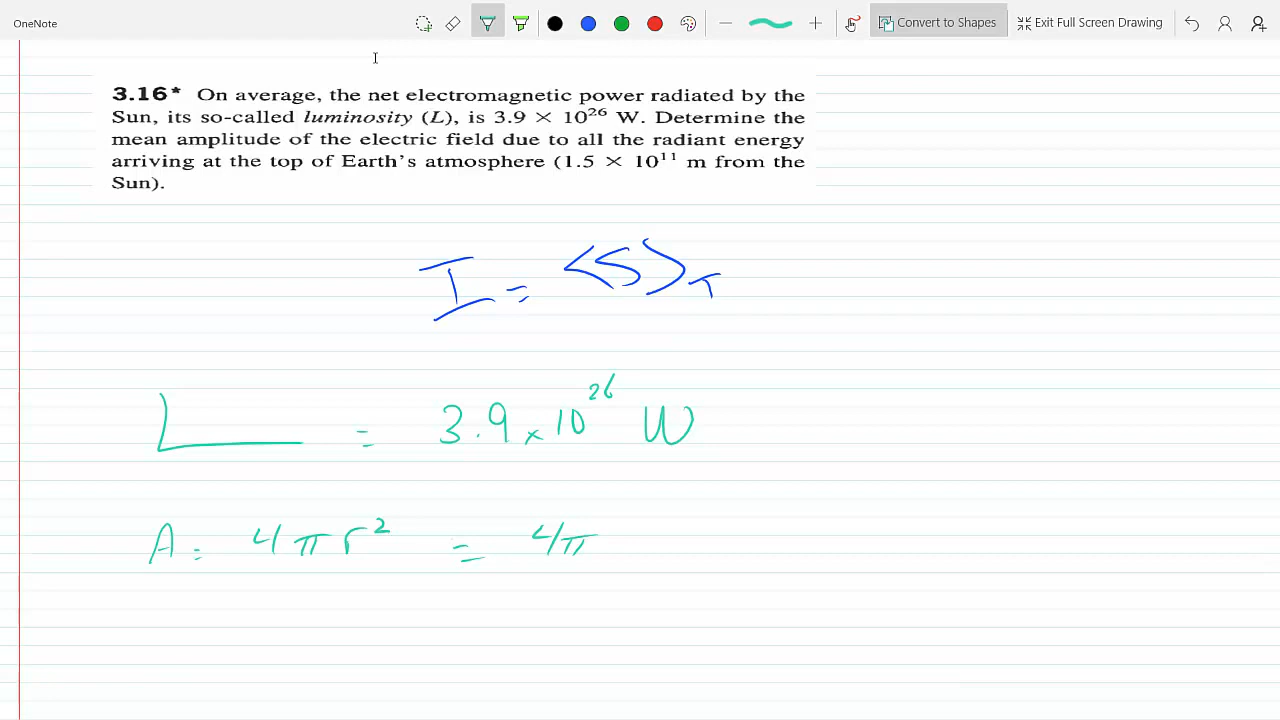 OneNote
Convert to Shapes
Exit Full Screen Drawing
3.16* On average, the net electromagnetic power radiated by the
Sun, its so-called luminosity (L), is 3.9 × 10²⁶ W. Determine the
mean amplitude of the electric field due to all the radiant energy
arriving at the top of Earth's atmosphere (1.5 × 10¹¹ m from the
Sun).
I = <S>_T
L = 3.9 × 10²⁶ W
A = 4πr² = 4π